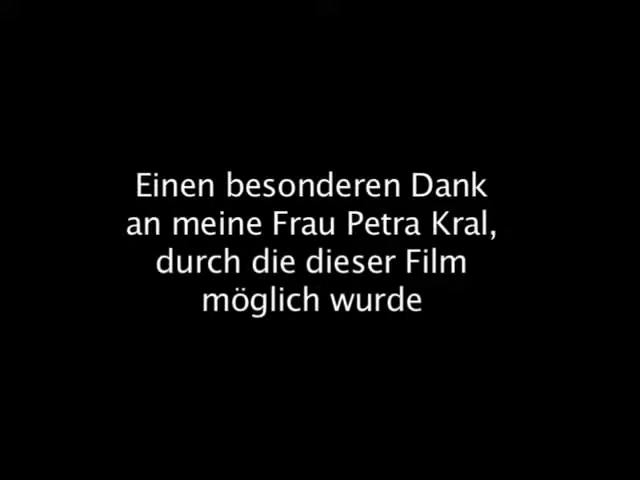 Einen besonderen Dank
an meine Frau Petra Kral,
durch die dieser Film
möglich wurde